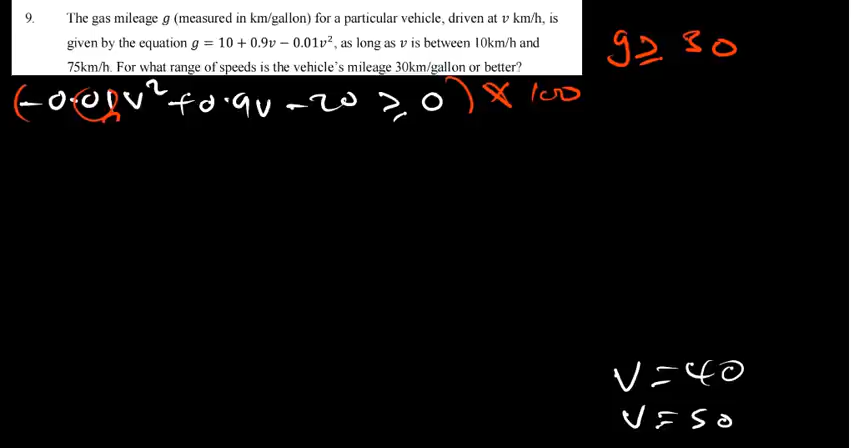 9. The gas mileage g (measured in km/gallon) for a particular vehicle, driven at v km/h, is
given by the equation g = 10 + 0.9v − 0.01v², as long as v is between 10km/h and
75km/h. For what range of speeds is the vehicle's mileage 30km/gallon or better?
g ≥ 30
(-0.01v² + 0.9v - 20 ≥ 0) × 100
V = 40
V = 50